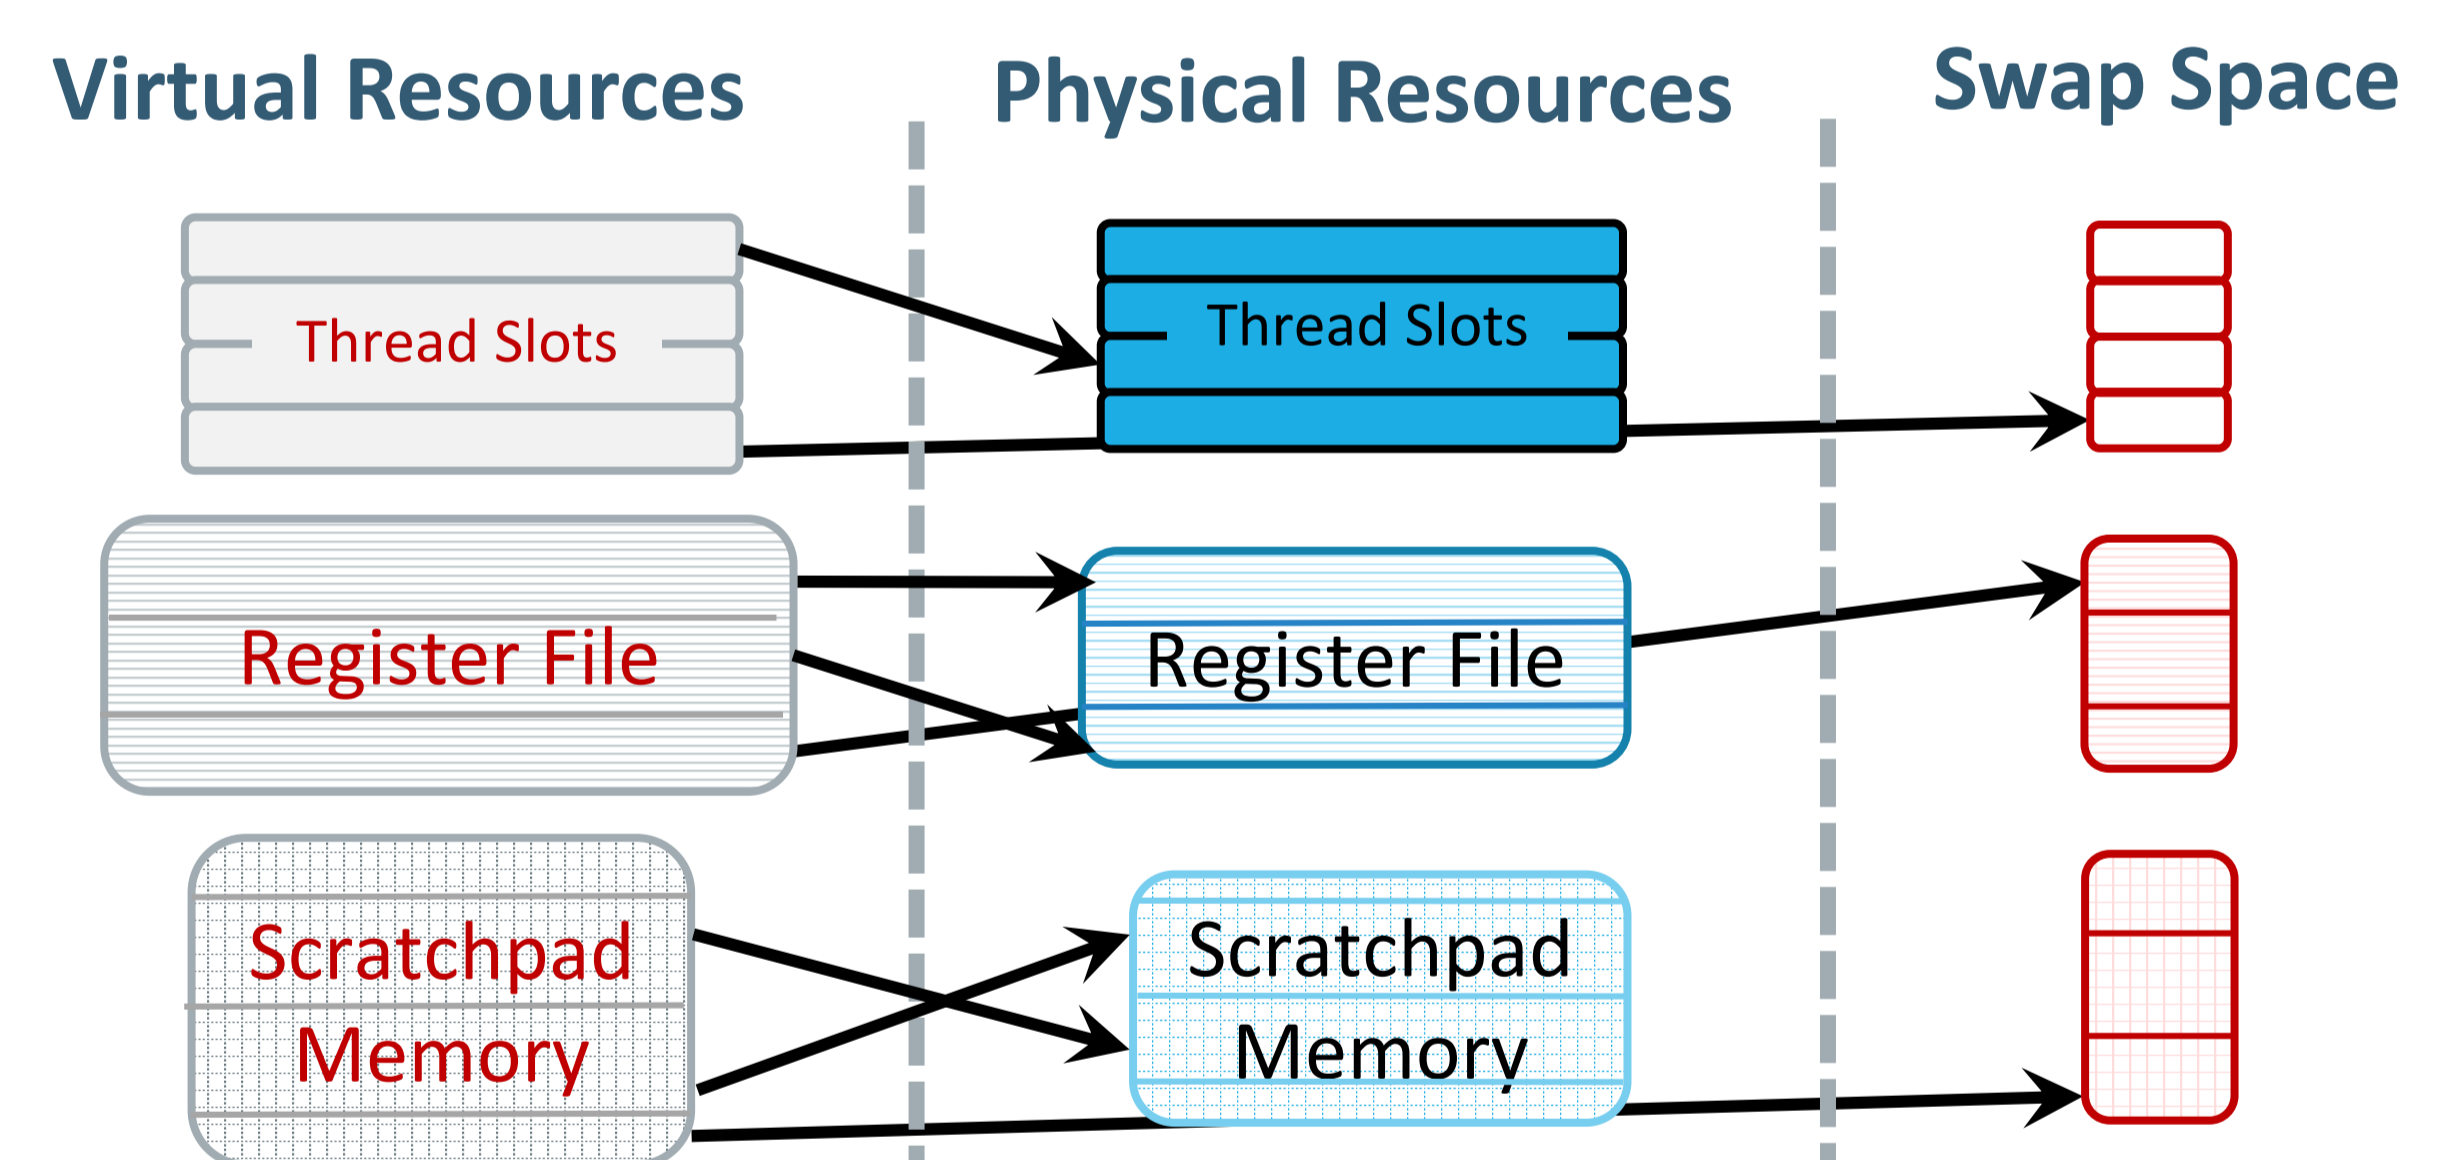 Virtual Resources
Physical Resources
Swap Space
Thread Slots
Thread Slots
Register File
Register File
Scratchpad
Memory
Scratchpad
Memory